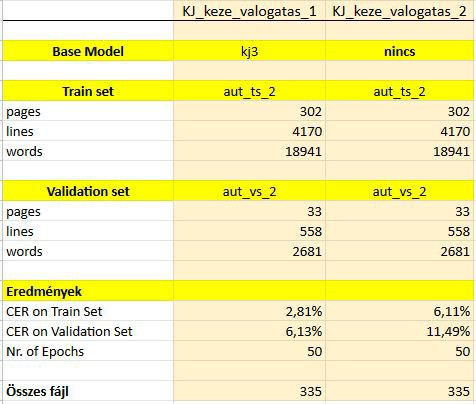 KJ_keze_valogatas_1 KJ_keze_valogatas_2
Base Model kj3 nincs
Train set aut_ts_2 aut_ts_2
pages 302 302
lines 4170 4170
words 18941 18941
Validation set aut_vs_2 aut_vs_2
pages 33 33
lines 558 558
words 2681 2681
Eredmények
CER on Train Set 2,81% 6,11%
CER on Validation Set 6,13% 11,49%
Nr. of Epochs 50 50
Összes fájl 335 335